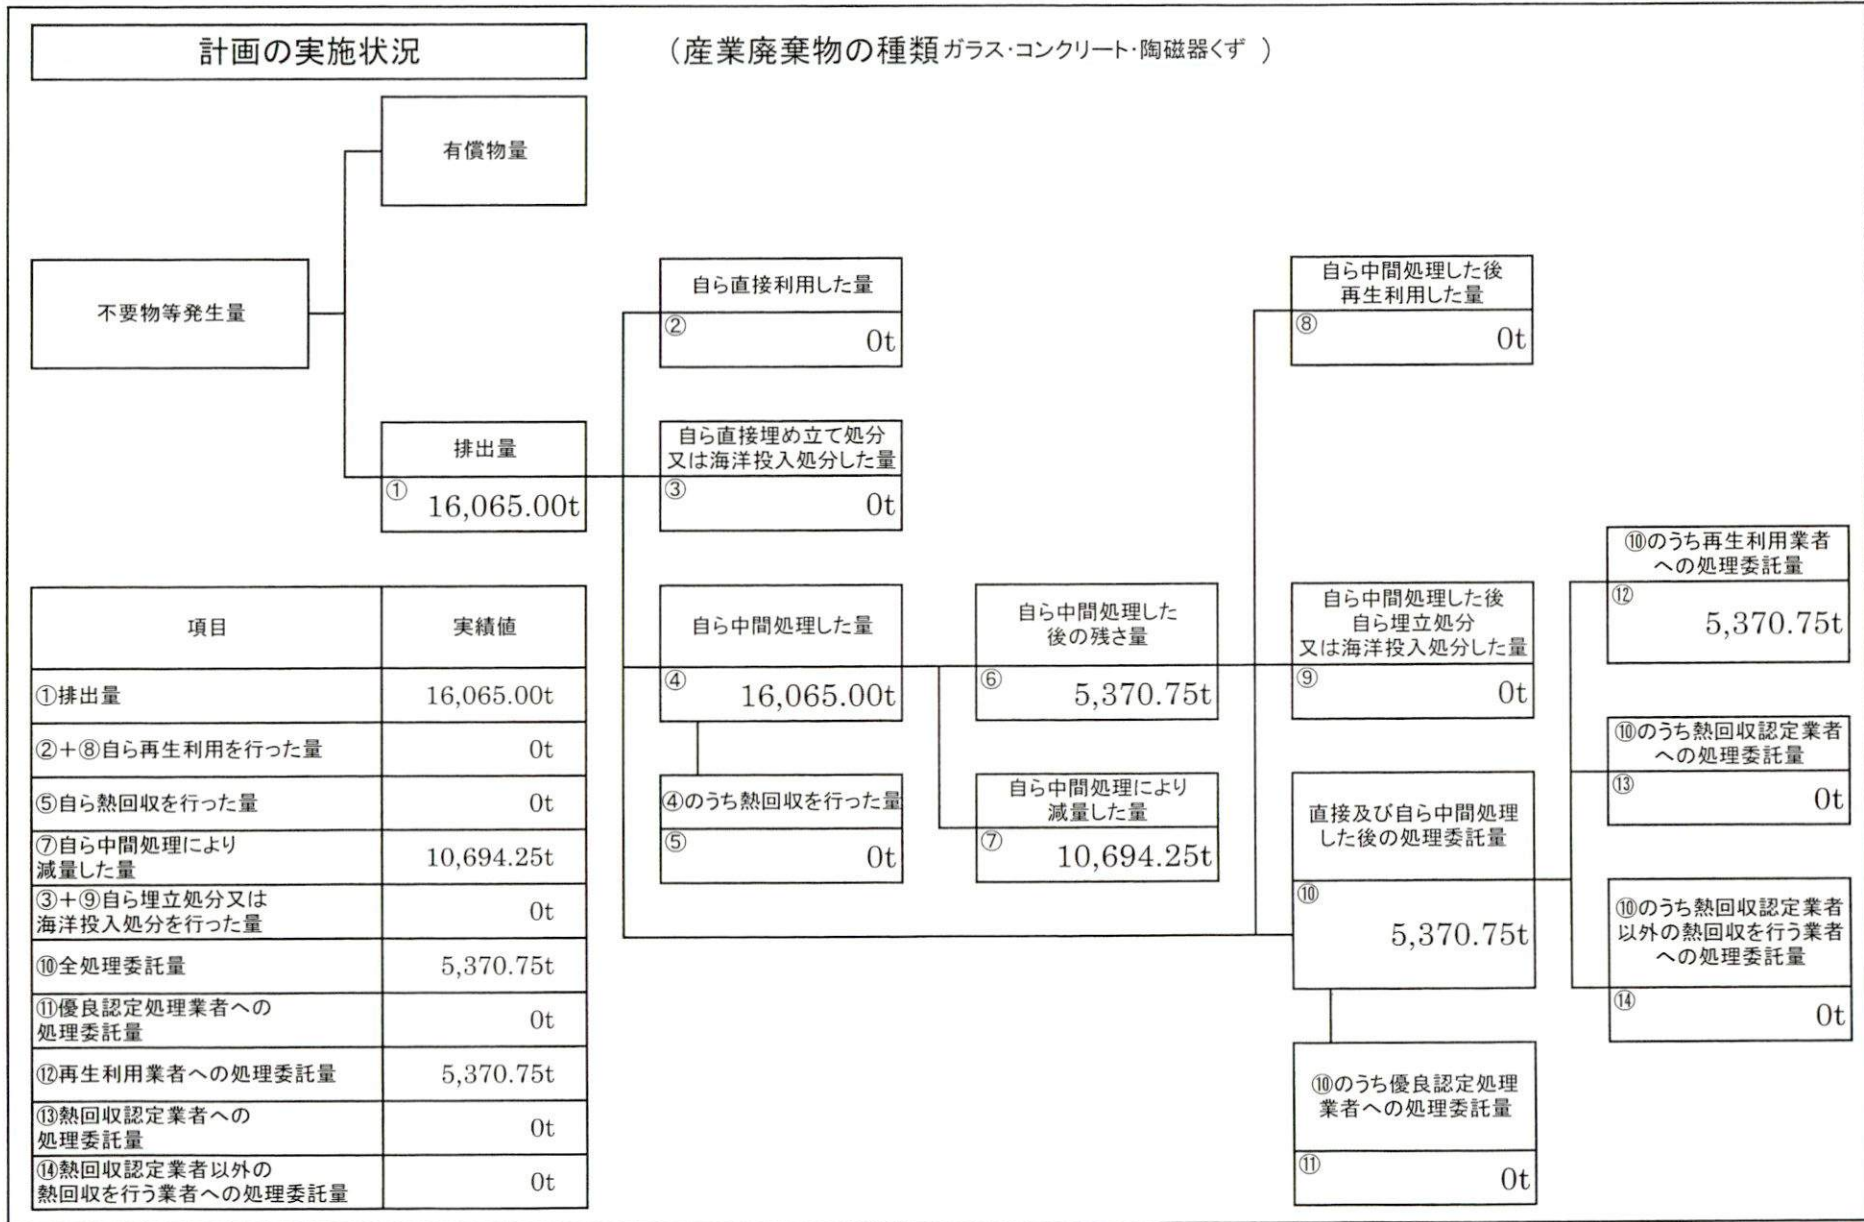 計画の実施状況
（産業廃棄物の種類 ガラス・コンクリート・陶磁器くず ）
有償物量
不要物等発生量
排出量
① 16,065.00t
自ら直接利用した量
② 0t
自ら直接埋め立て処分
又は海洋投入処分した量
③ 0t
自ら中間処理した量
④ 16,065.00t
④のうち熱回収を行った量
⑤ 0t
自ら中間処理した
後の残さ量
⑥ 5,370.75t
自ら中間処理により
減量した量
⑦ 10,694.25t
自ら中間処理した後
再生利用した量
⑧ 0t
自ら中間処理した後
自ら埋立処分
又は海洋投入処分した量
⑨ 0t
直接及び自ら中間処理
した後の処理委託量
⑩
5,370.75t
⑩のうち優良認定処理
業者への処理委託量
⑪ 0t
⑩のうち再生利用業者
への処理委託量
⑫
5,370.75t
⑩のうち熱回収認定業者
への処理委託量
⑬ 0t
⑩のうち熱回収認定業者
以外の熱回収を行う業者
への処理委託量
⑭ 0t
項目 実績値
①排出量 16,065.00t
②＋⑧自ら再生利用を行った量 0t
⑤自ら熱回収を行った量 0t
⑦自ら中間処理により
減量した量 10,694.25t
③＋⑨自ら埋立処分又は
海洋投入処分を行った量 0t
⑩全処理委託量 5,370.75t
⑪優良認定処理業者への
処理委託量 0t
⑫再生利用業者への処理委託量 5,370.75t
⑬熱回収認定業者への
処理委託量 0t
⑭熱回収認定業者以外の
熱回収を行う業者への処理委託量 0t